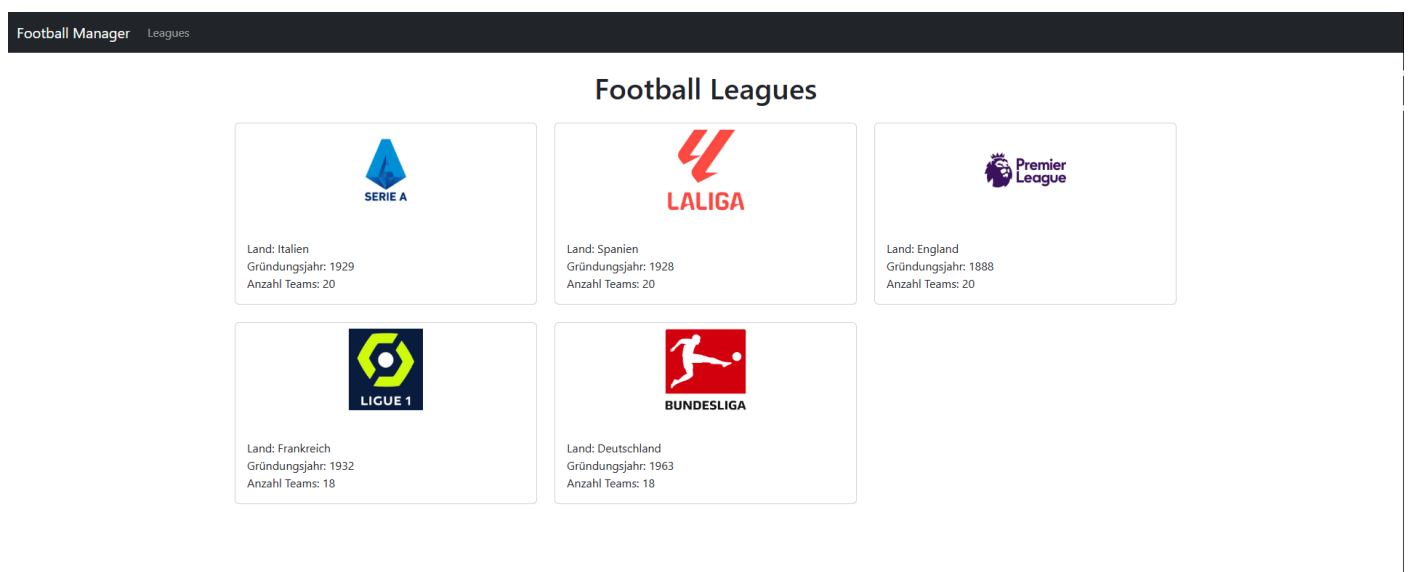 Football Manager Leagues
Football Leagues
SERIE A
Land: Italien
Gründungsjahr: 1929
Anzahl Teams: 20
LALIGA
Land: Spanien
Gründungsjahr: 1928
Anzahl Teams: 20
Premier
League
Land: England
Gründungsjahr: 1888
Anzahl Teams: 20
LIGUE 1
Land: Frankreich
Gründungsjahr: 1932
Anzahl Teams: 18
BUNDESLIGA
Land: Deutschland
Gründungsjahr: 1963
Anzahl Teams: 18